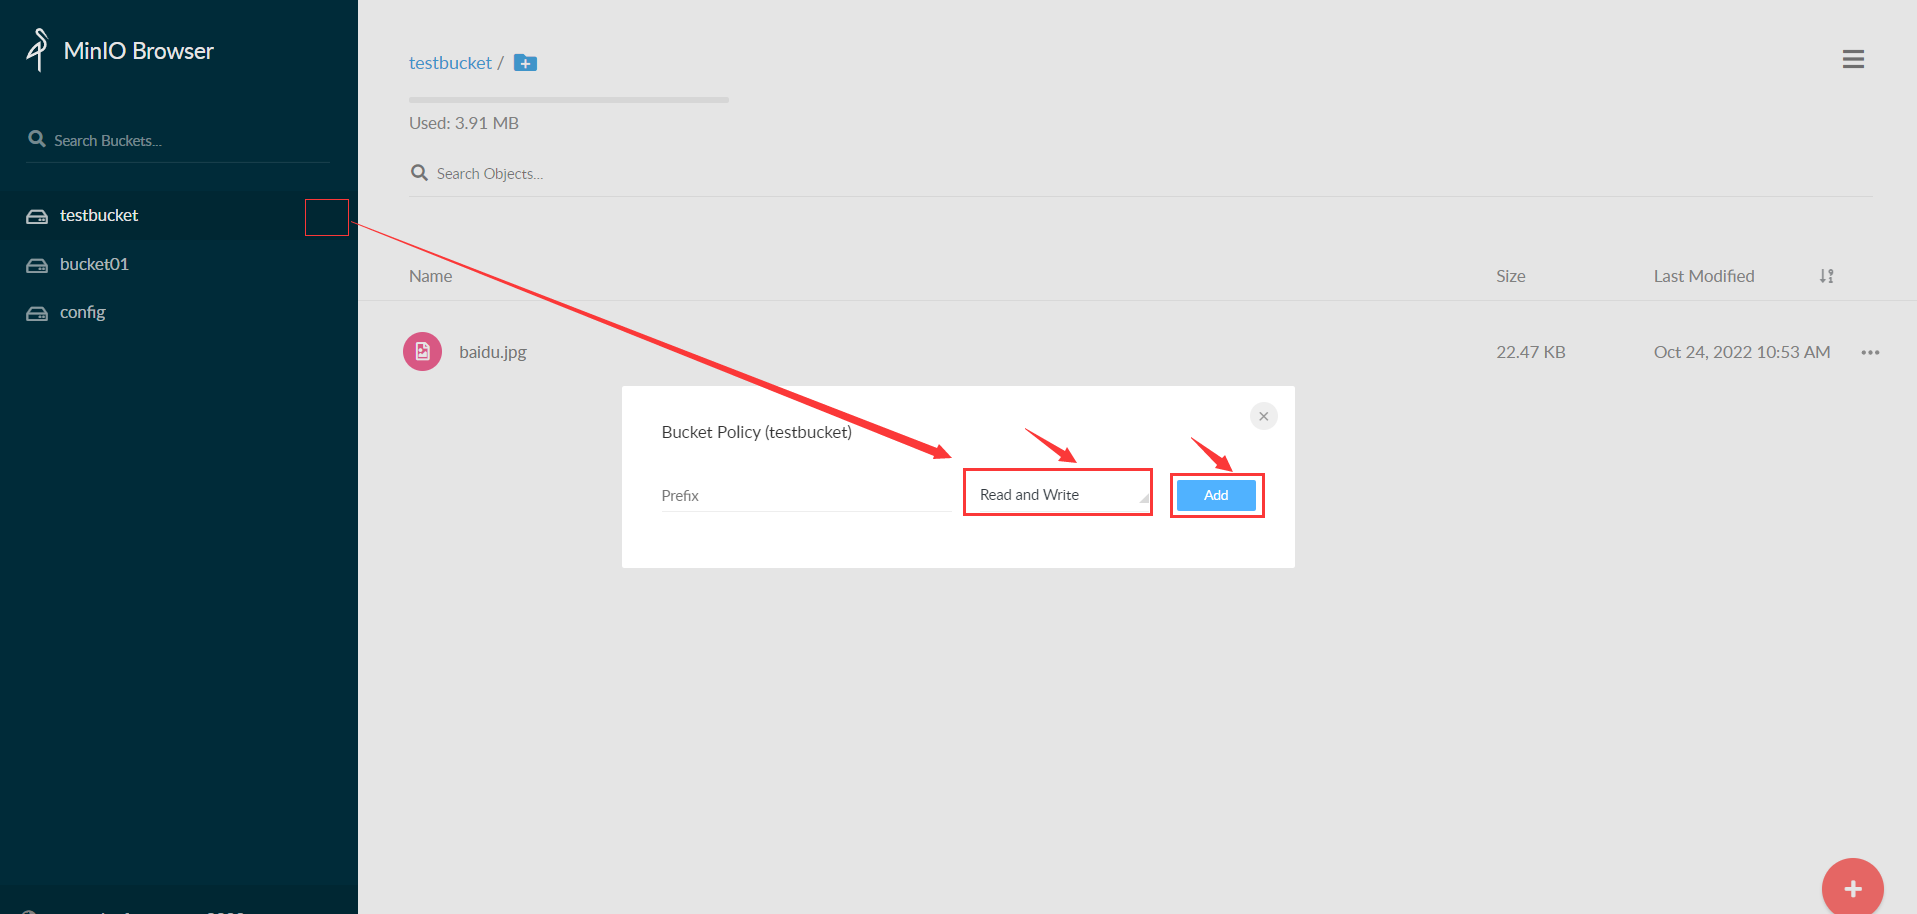 MinIO Browser
Search Buckets...
testbucket
bucket01
config
testbucket /
Used: 3.91 MB
Search Objects...
Name Size Last Modified
baidu.jpg 22.47 KB Oct 24, 2022 10:53 AM
Bucket Policy (testbucket)
Prefix Read and Write Add